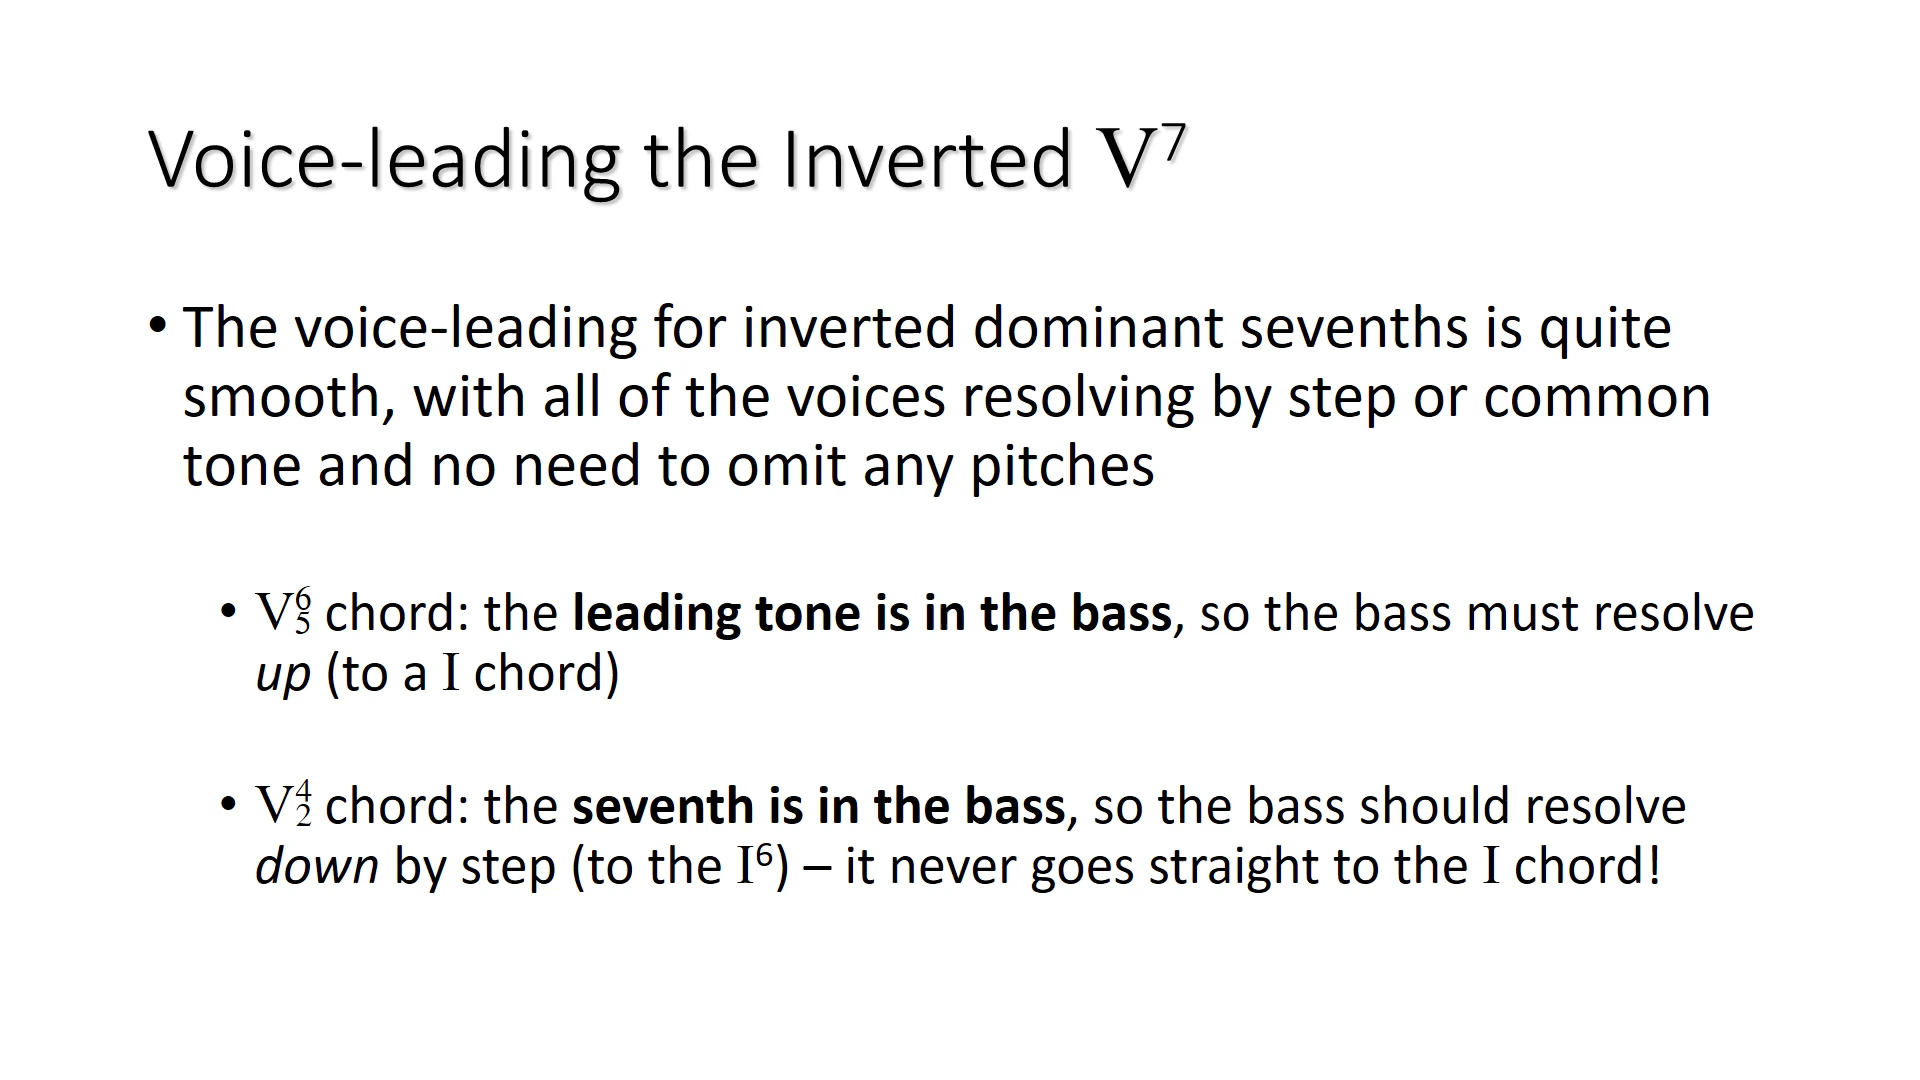 Voice-leading the Inverted V⁷
• The voice-leading for inverted dominant sevenths is quite
smooth, with all of the voices resolving by step or common
tone and no need to omit any pitches
• V⁶₅ chord: the leading tone is in the bass, so the bass must resolve
up (to a I chord)
• V⁴₂ chord: the seventh is in the bass, so the bass should resolve
down by step (to the I⁶) – it never goes straight to the I chord!